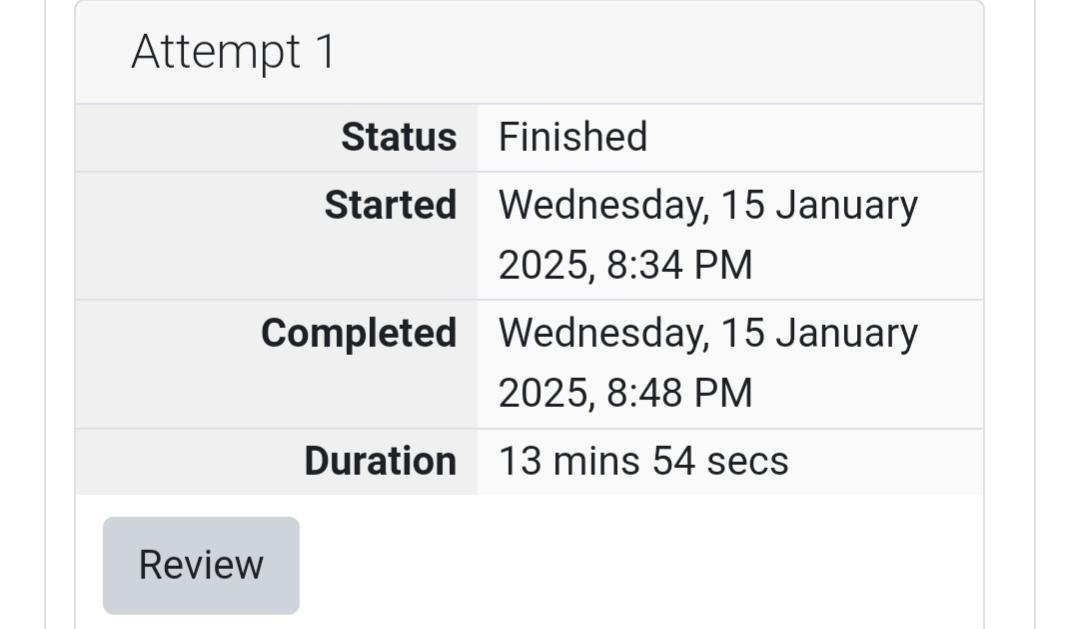 Attempt 1
Status Finished
Started Wednesday, 15 January
2025, 8:34 PM
Completed Wednesday, 15 January
2025, 8:48 PM
Duration 13 mins 54 secs
Review